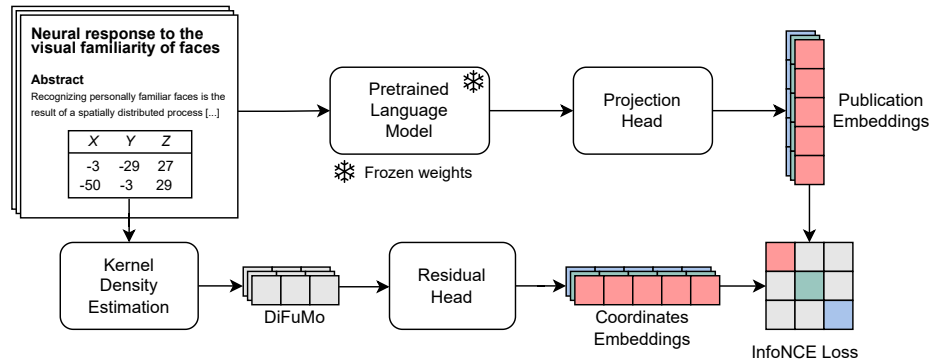 Neural response to the
visual familiarity of faces
Abstract
Recognizing personally familiar faces is the
result of a spatially distributed process [...]
X Y Z
-3 -29 27
-50 -3 29
Pretrained
Language
Model
Frozen weights
Projection
Head
Publication
Embeddings
Kernel
Density
Estimation
DiFuMo
Residual
Head
Coordinates
Embeddings
InfoNCE Loss